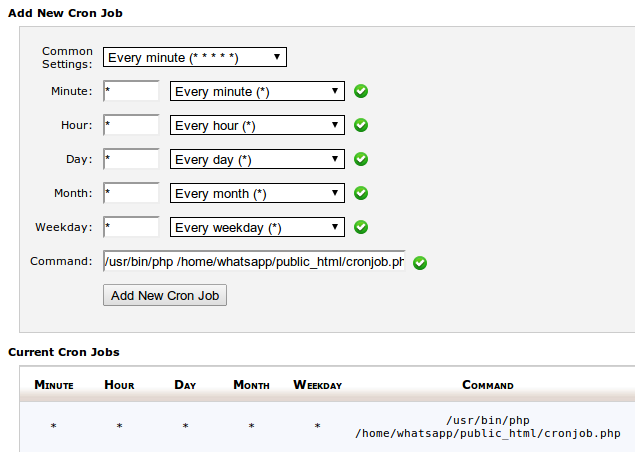 Add New Cron Job
Common Settings: Every minute (* * * * *)
Minute: * Every minute (*)
Hour: * Every hour (*)
Day: * Every day (*)
Month: * Every month (*)
Weekday: * Every weekday (*)
Command: /usr/bin/php /home/whatsapp/public_html/cronjob.ph
Add New Cron Job
Current Cron Jobs
Minute Hour Day Month Weekday Command
* * * * * /usr/bin/php
/home/whatsapp/public_html/cronjob.php